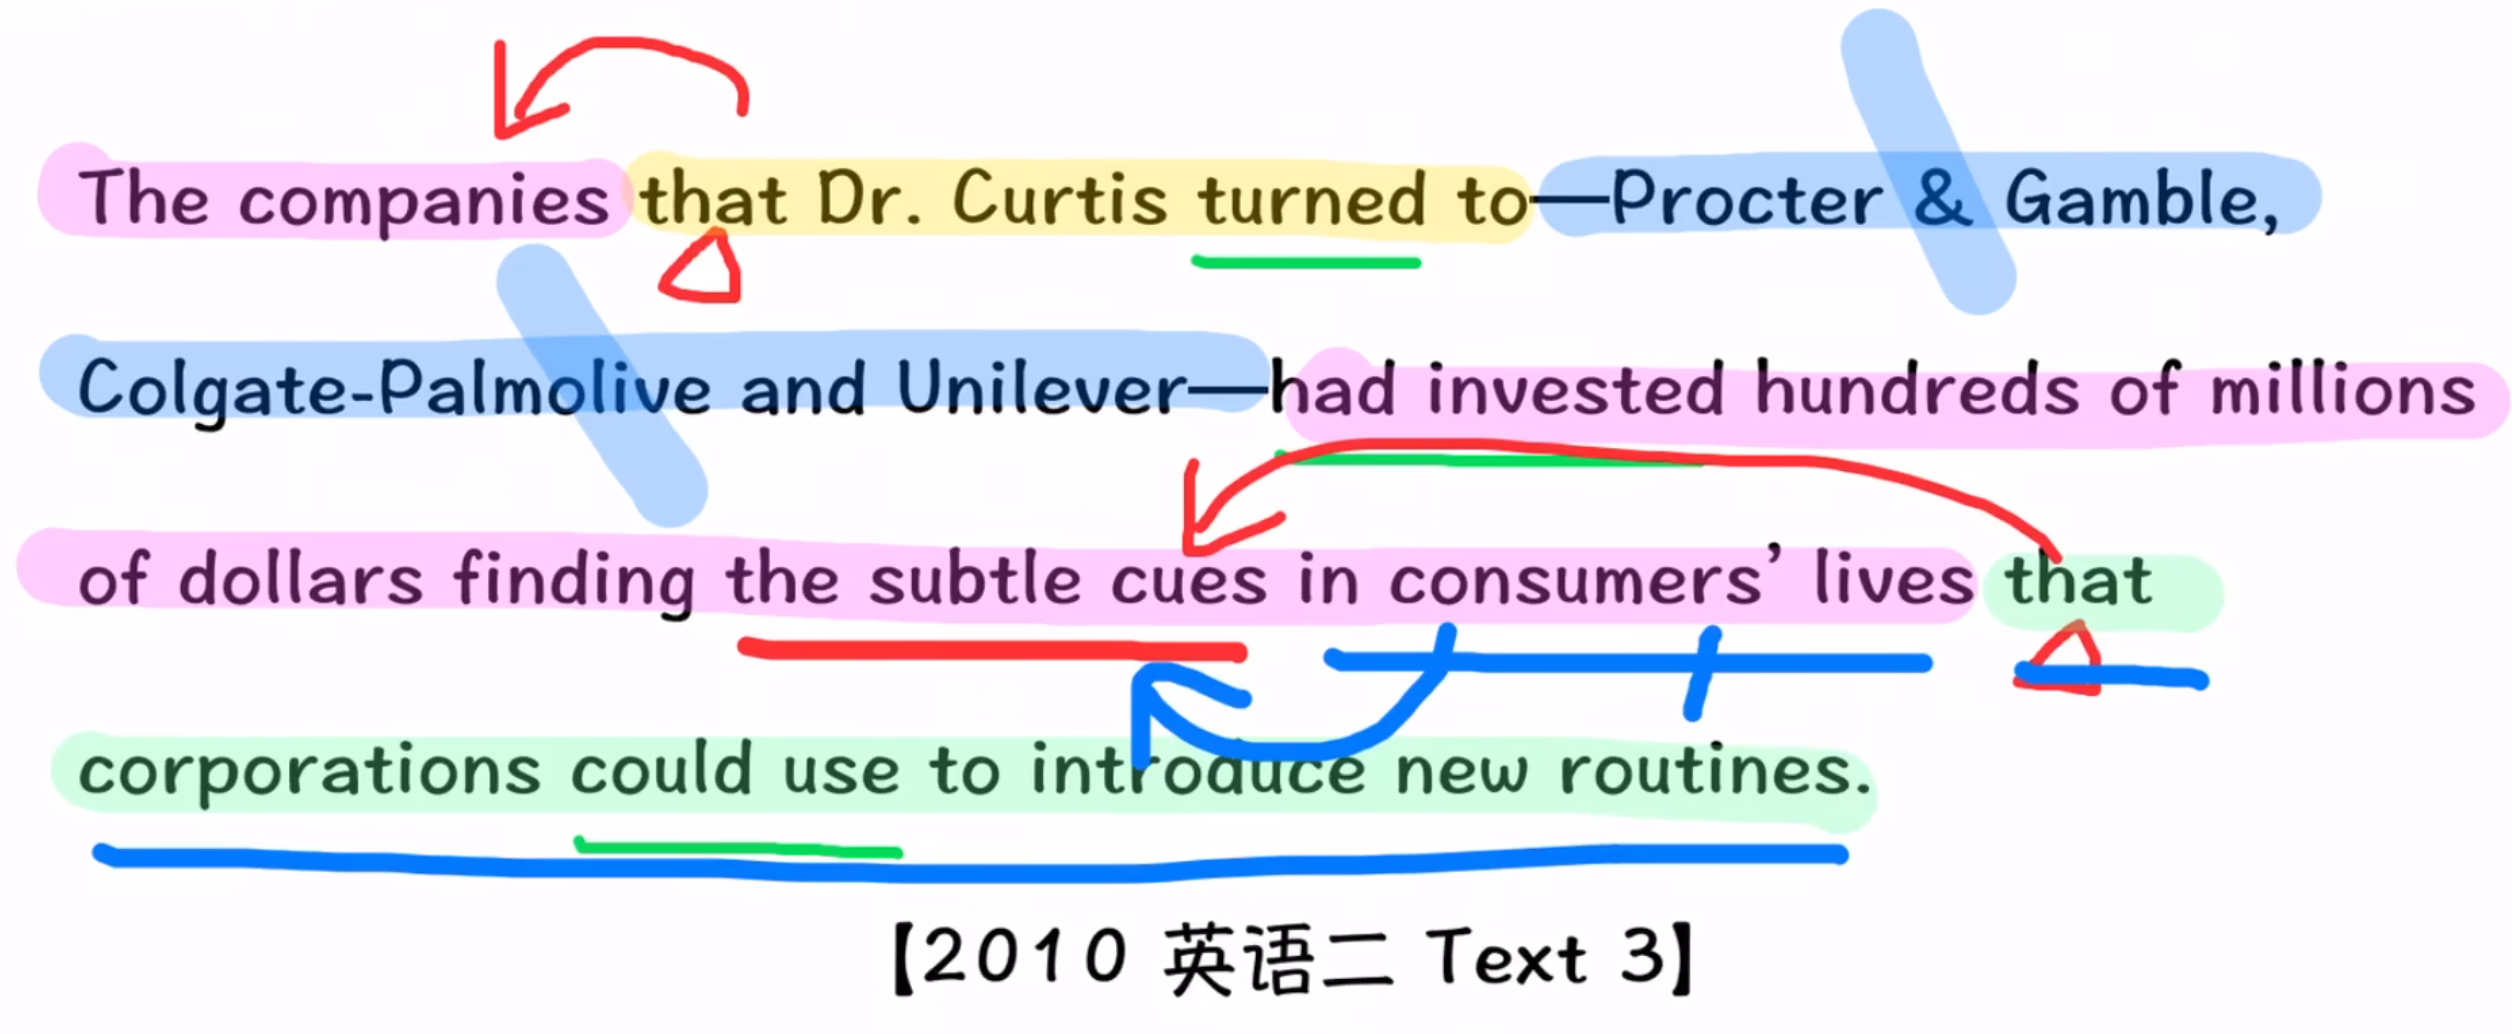 The companies that Dr. Curtis turned to—Procter & Gamble,
Colgate-Palmolive and Unilever—had invested hundreds of millions
of dollars finding the subtle cues in consumers’ lives that
corporations could use to introduce new routines.
【2010 英语二 Text 3】